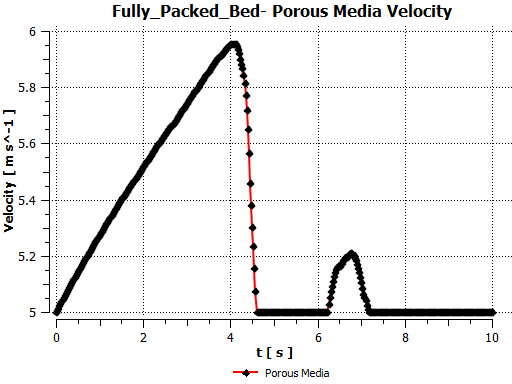 Fully_Packed_Bed- Porous Media Velocity
6
5.8
5.6
5.4
5.2
5
Velocity [ m s^-1 ]
0 2 4 6 8 10
t [ s ]
Porous Media